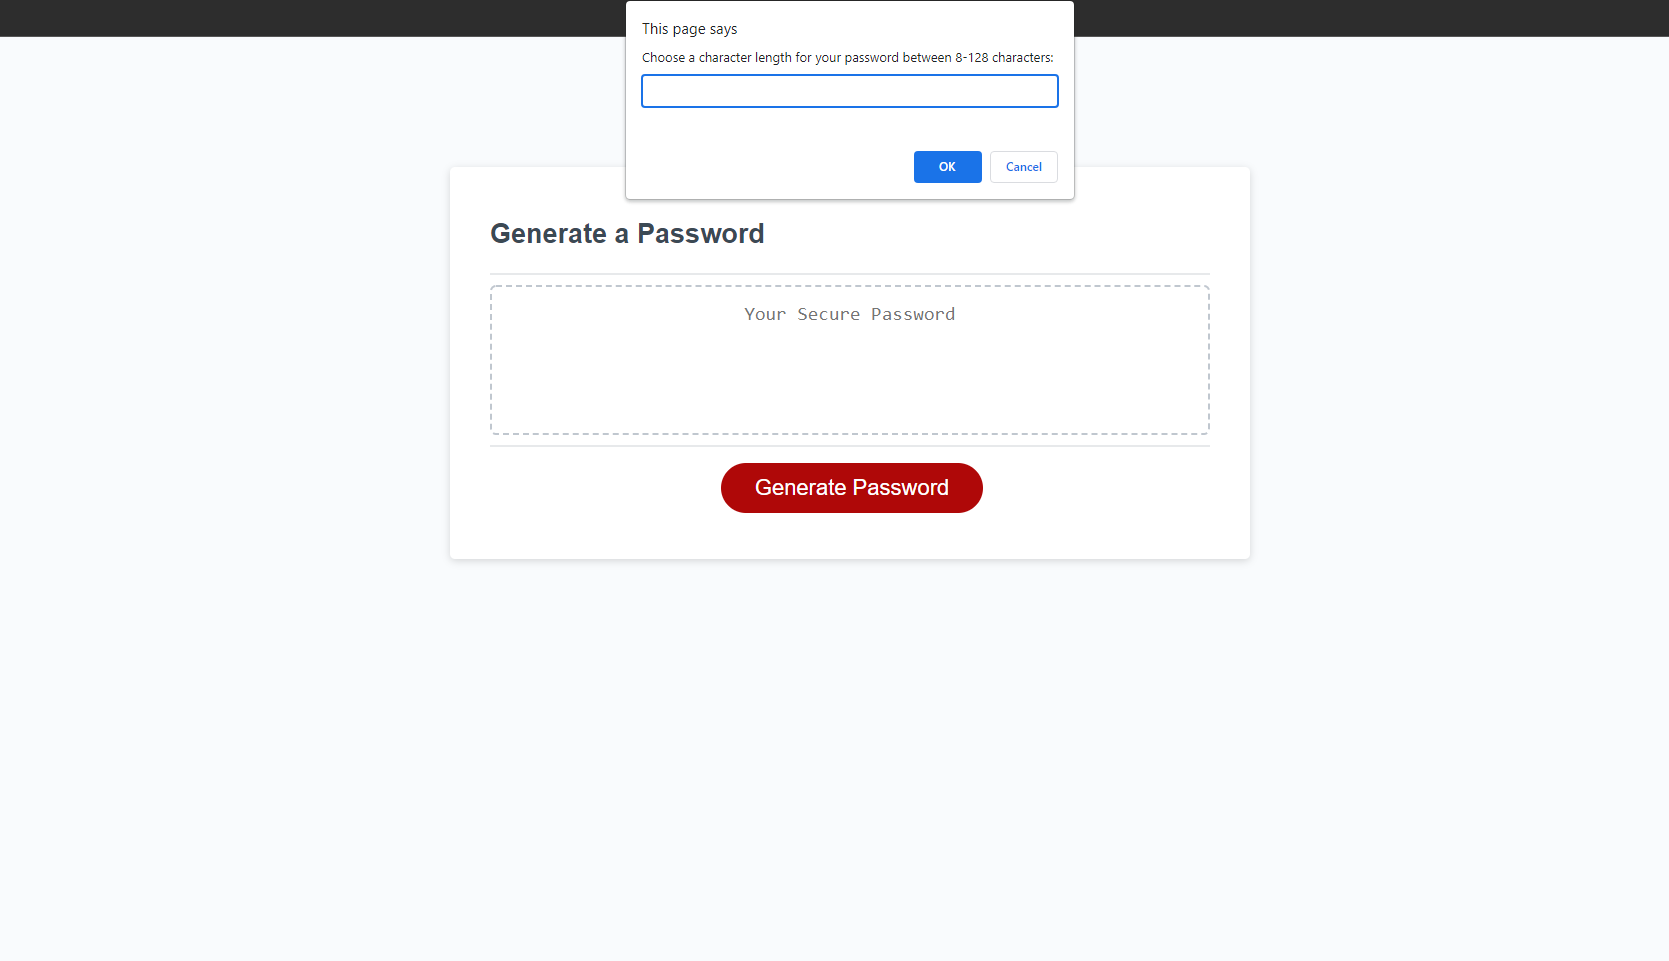 This page says
Choose a character length for your password between 8-128 characters:
OK Cancel
Generate a Password
Your Secure Password
Generate Password